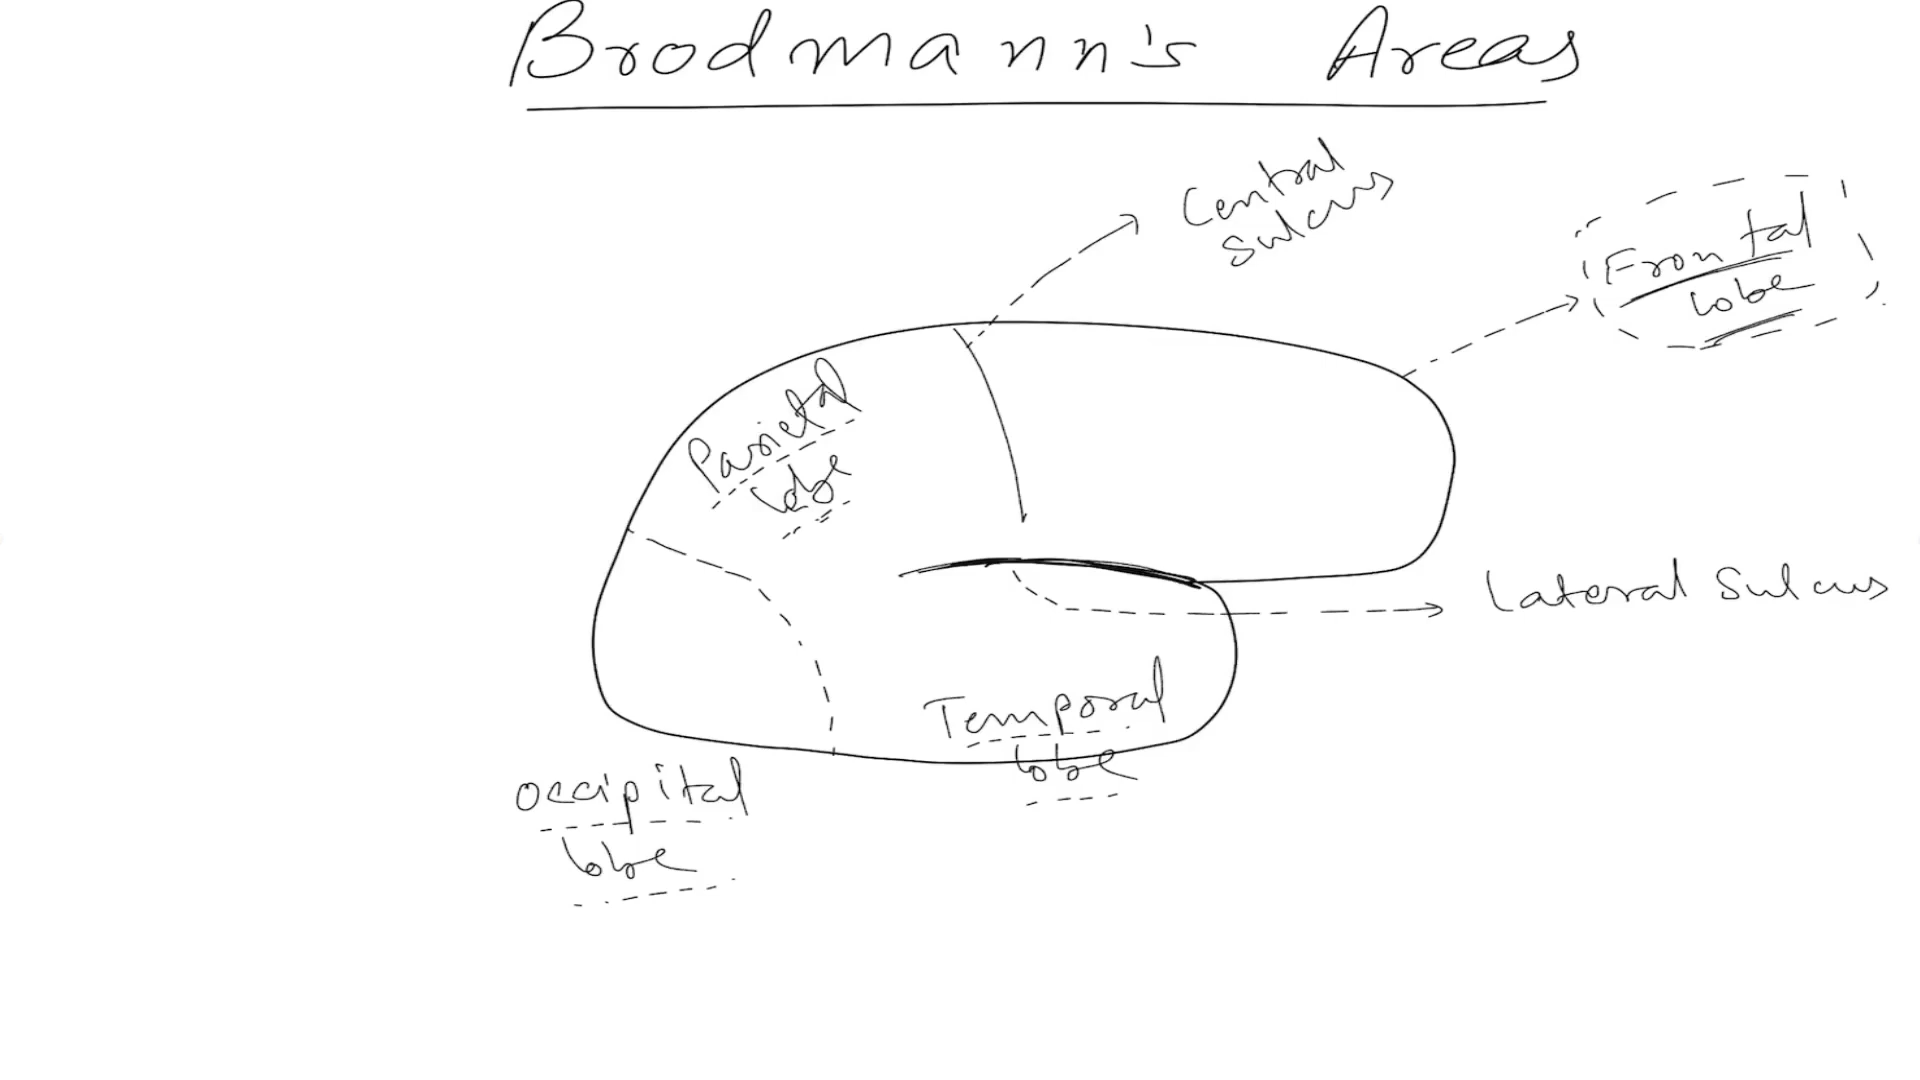 Brodmann's Areas
Central
sulcus
Frontal
lobe
Parietal
lobe
Lateral Sulcus
Temporal
lobe
occipital
lobe